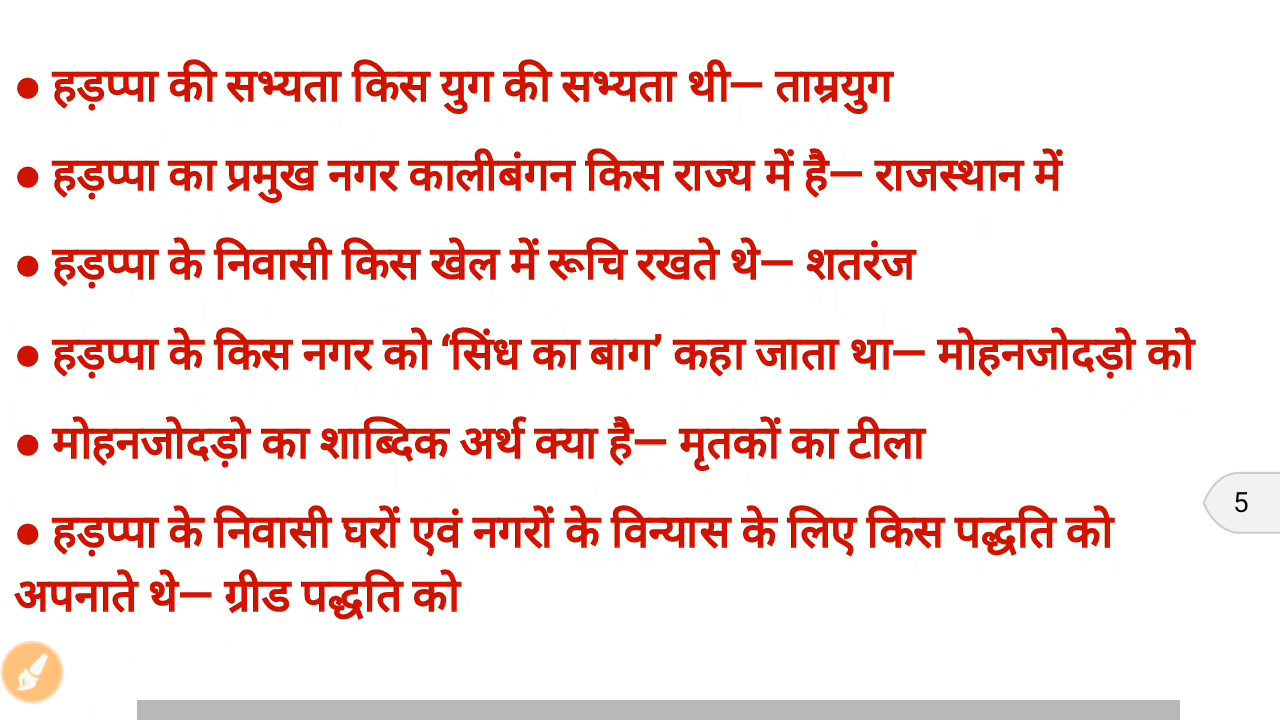 ● हड़प्पा की सभ्यता किस युग की सभ्यता थी— ताम्रयुग
● हड़प्पा का प्रमुख नगर कालीबंगन किस राज्य में है— राजस्थान में
● हड़प्पा के निवासी किस खेल में रूचि रखते थे— शतरंज
● हड़प्पा के किस नगर को ‘सिंध का बाग’ कहा जाता था— मोहनजोदड़ो को
● मोहनजोदड़ो का शाब्दिक अर्थ क्या है— मृतकों का टीला
5
● हड़प्पा के निवासी घरों एवं नगरों के विन्यास के लिए किस पद्धति को
अपनाते थे— ग्रीड पद्धति को